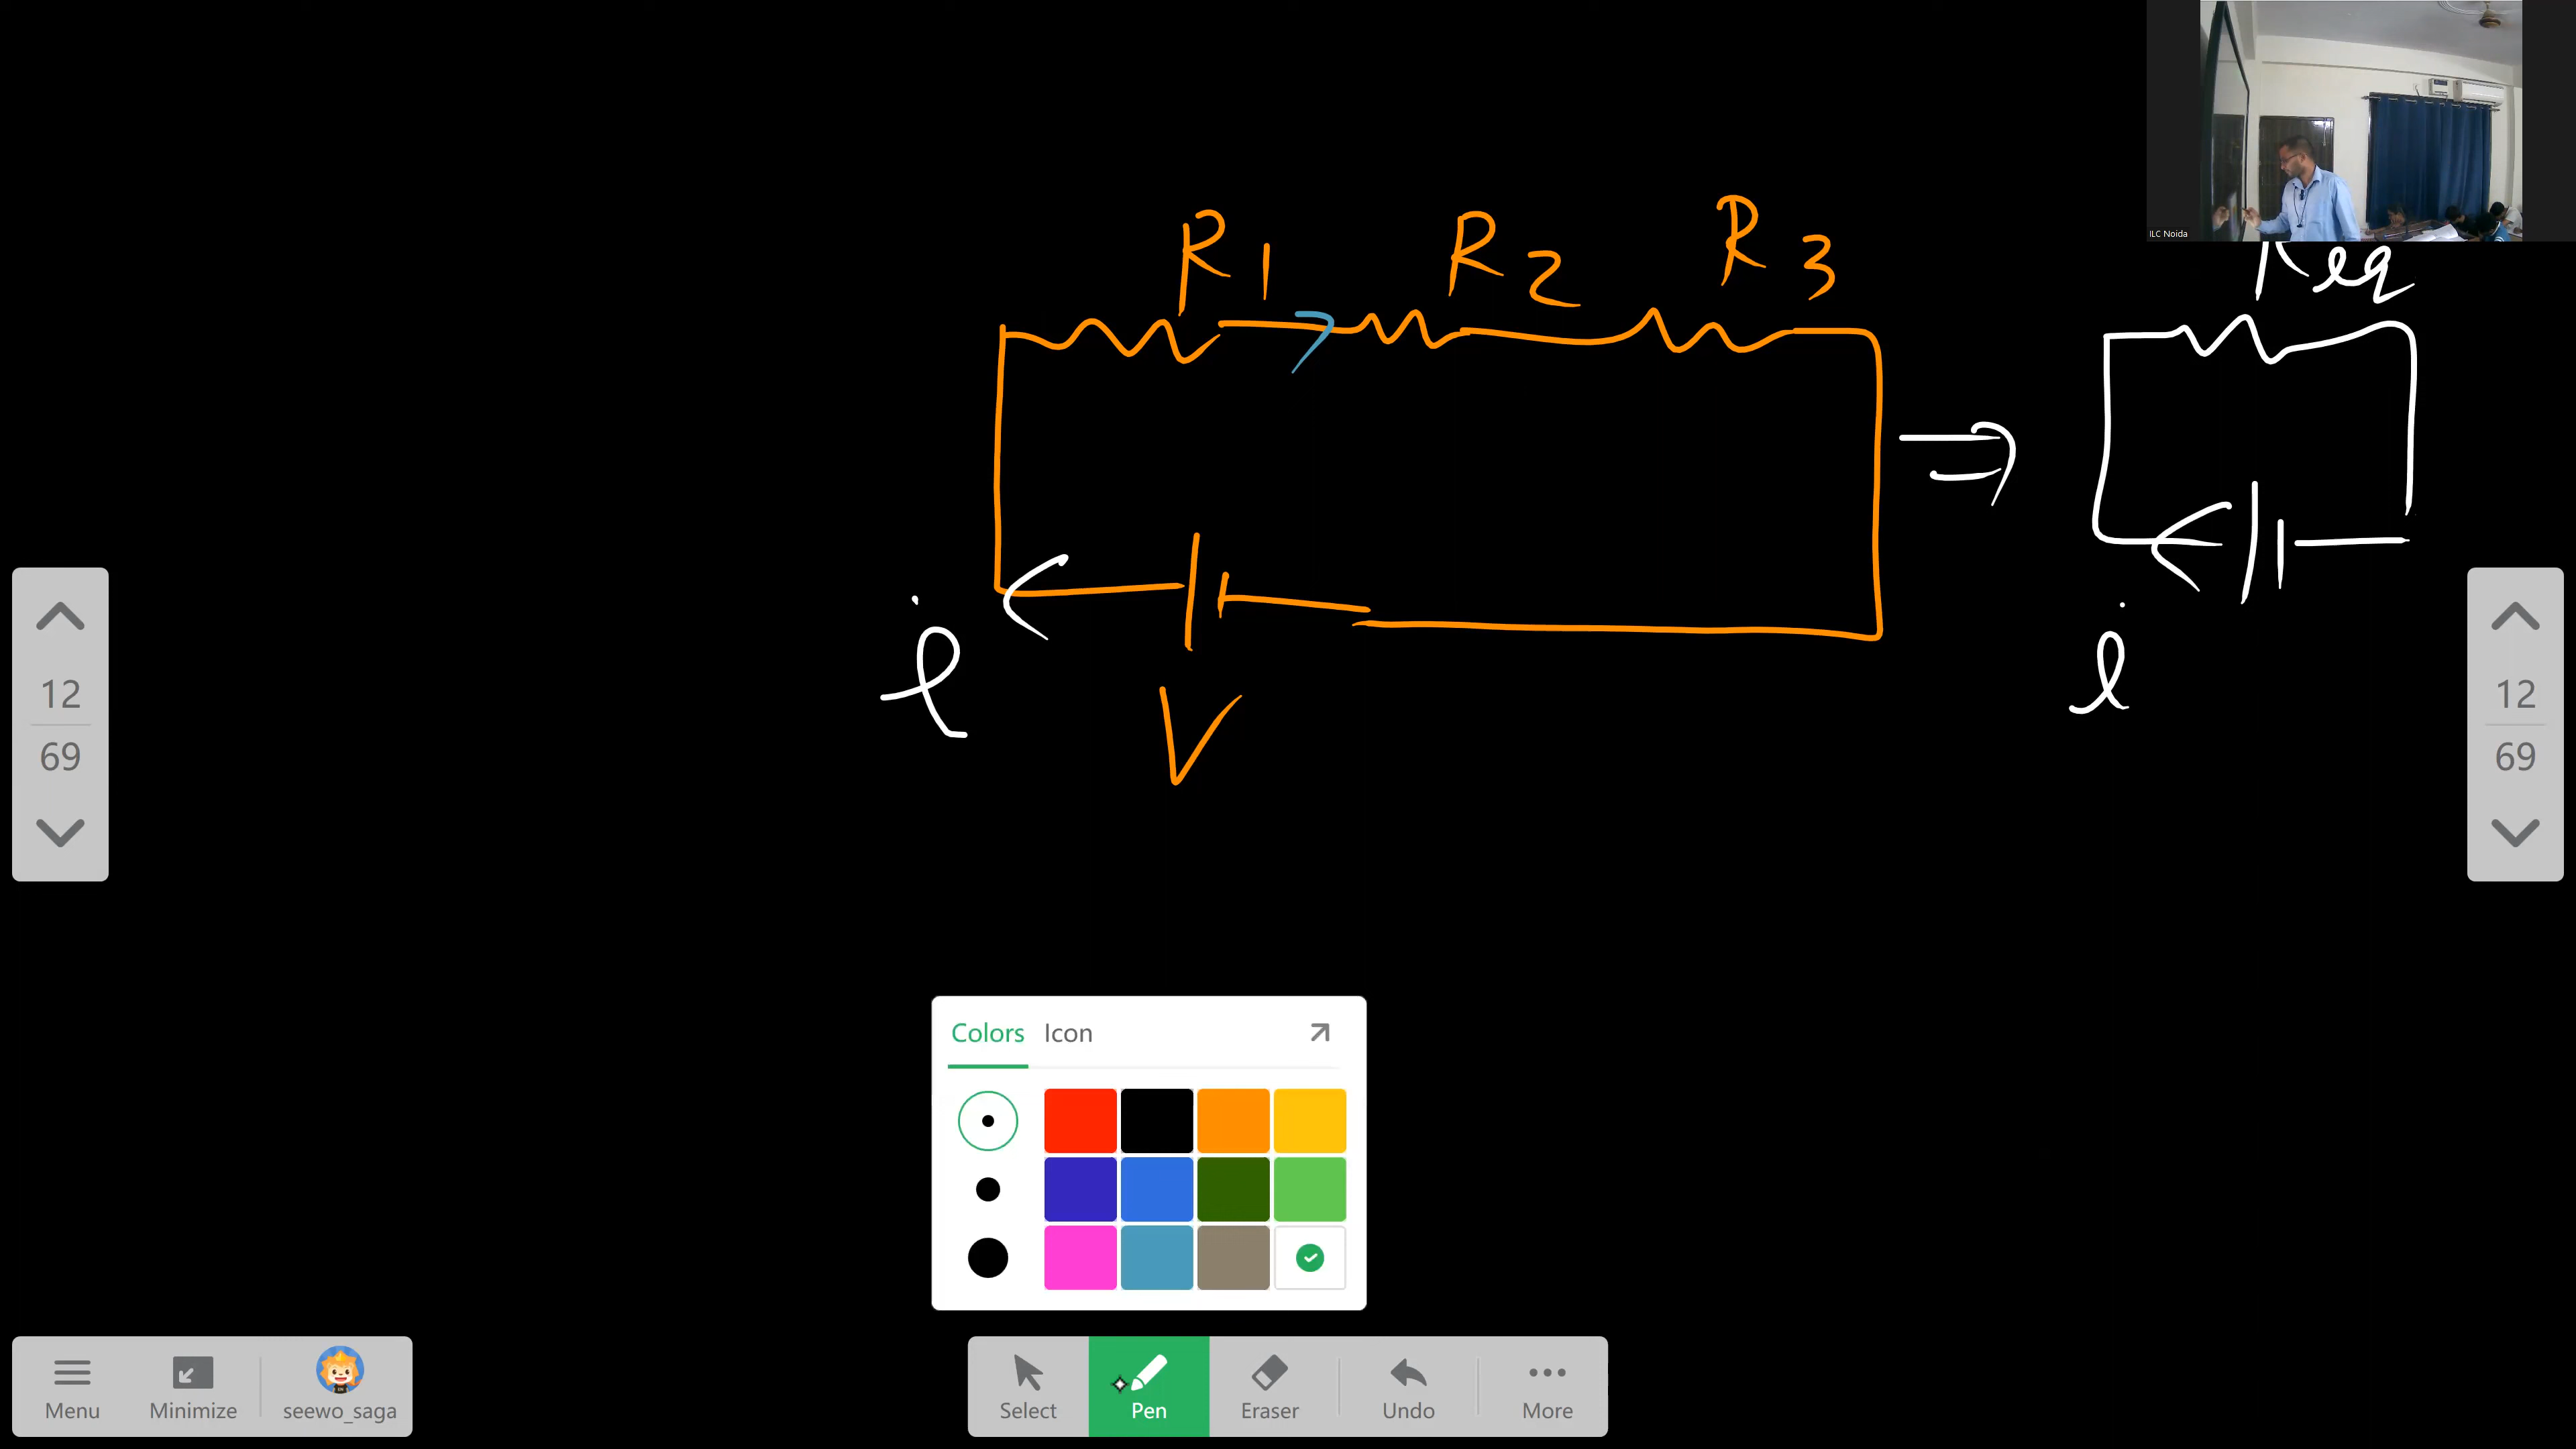 ILC Noida
R1 R2 R3
Req
i
V
i
12
69
12
69
Colors Icon
Menu Minimize seewo_saga
Select Pen Eraser Undo More